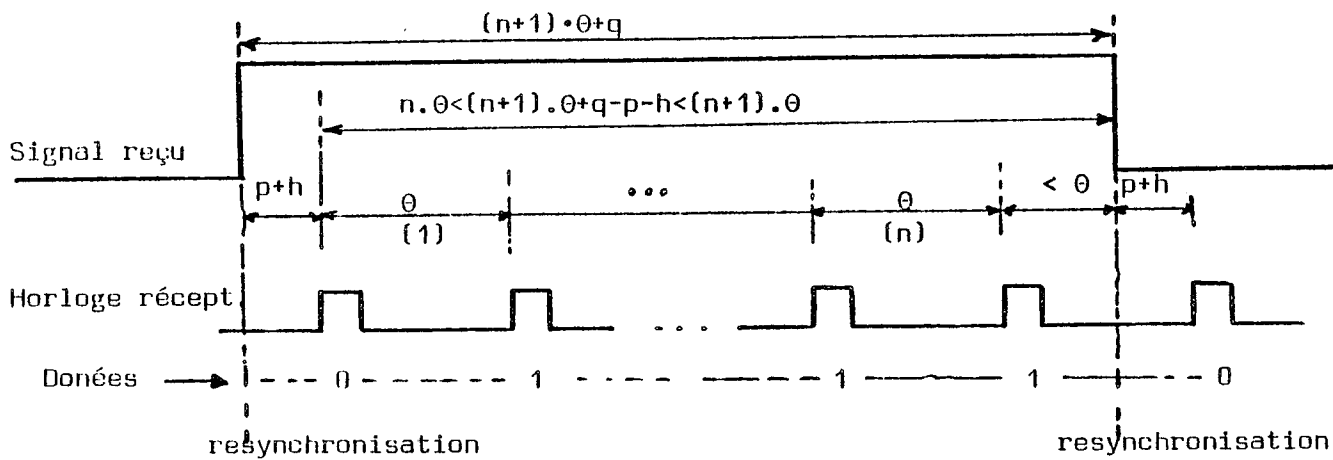 (n+1)•θ+q
n.θ<(n+1).θ+q-p-h<(n+1).θ
Signal reçu
p+h θ ••• θ < θ p+h
(1) (n)
Horloge récept
. . .
Donées 0 1 1 1 0
resynchronisation resynchronisation